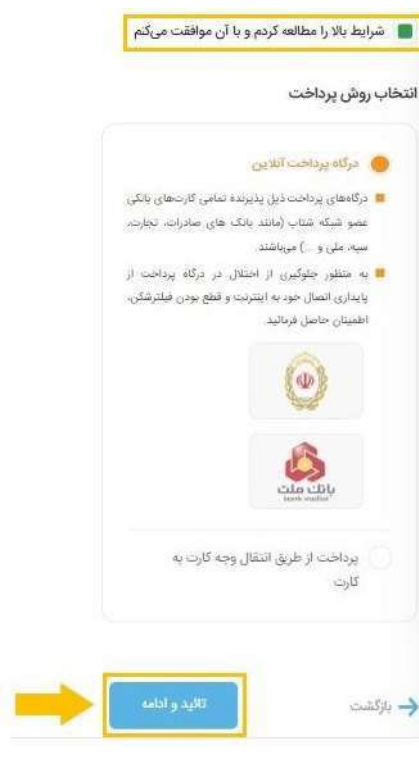 شرایط بالا را مطالعه کردم و با آن موافقت می‌کنم
انتخاب روش پرداخت
درگاه پرداخت آنلاین
درگاه‌های پرداخت ذیل پذیرنده تمامی کارت‌های بانکی
عضو شبکه شتاب (مانند بانک های صادرات، تجارت،
سپه، ملی و ...) می‌باشند.
به منظور جلوگیری از اختلال در درگاه پرداخت از
پایداری اتصال خود به اینترنت و قطع بودن فیلترشکن،
اطمینان حاصل فرمائید.
بانک ملت
bank mellat
پرداخت از طریق انتقال وجه کارت به
کارت
بازگشت
تائید و ادامه